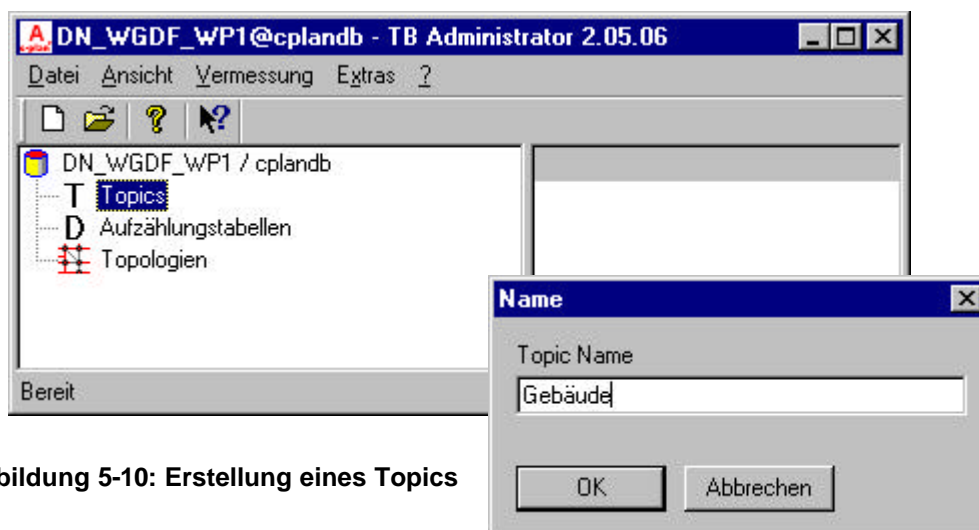 DN_WGDF_WP1@cplandb - TB Administrator 2.05.06
Datei Ansicht Vermessung Extras ?
DN_WGDF_WP1 / cplandb
T Topics
D Aufzählungstabellen
Topologien
Bereit
Name
Topic Name
Gebäude
OK Abbrechen
bildung 5-10: Erstellung eines Topics